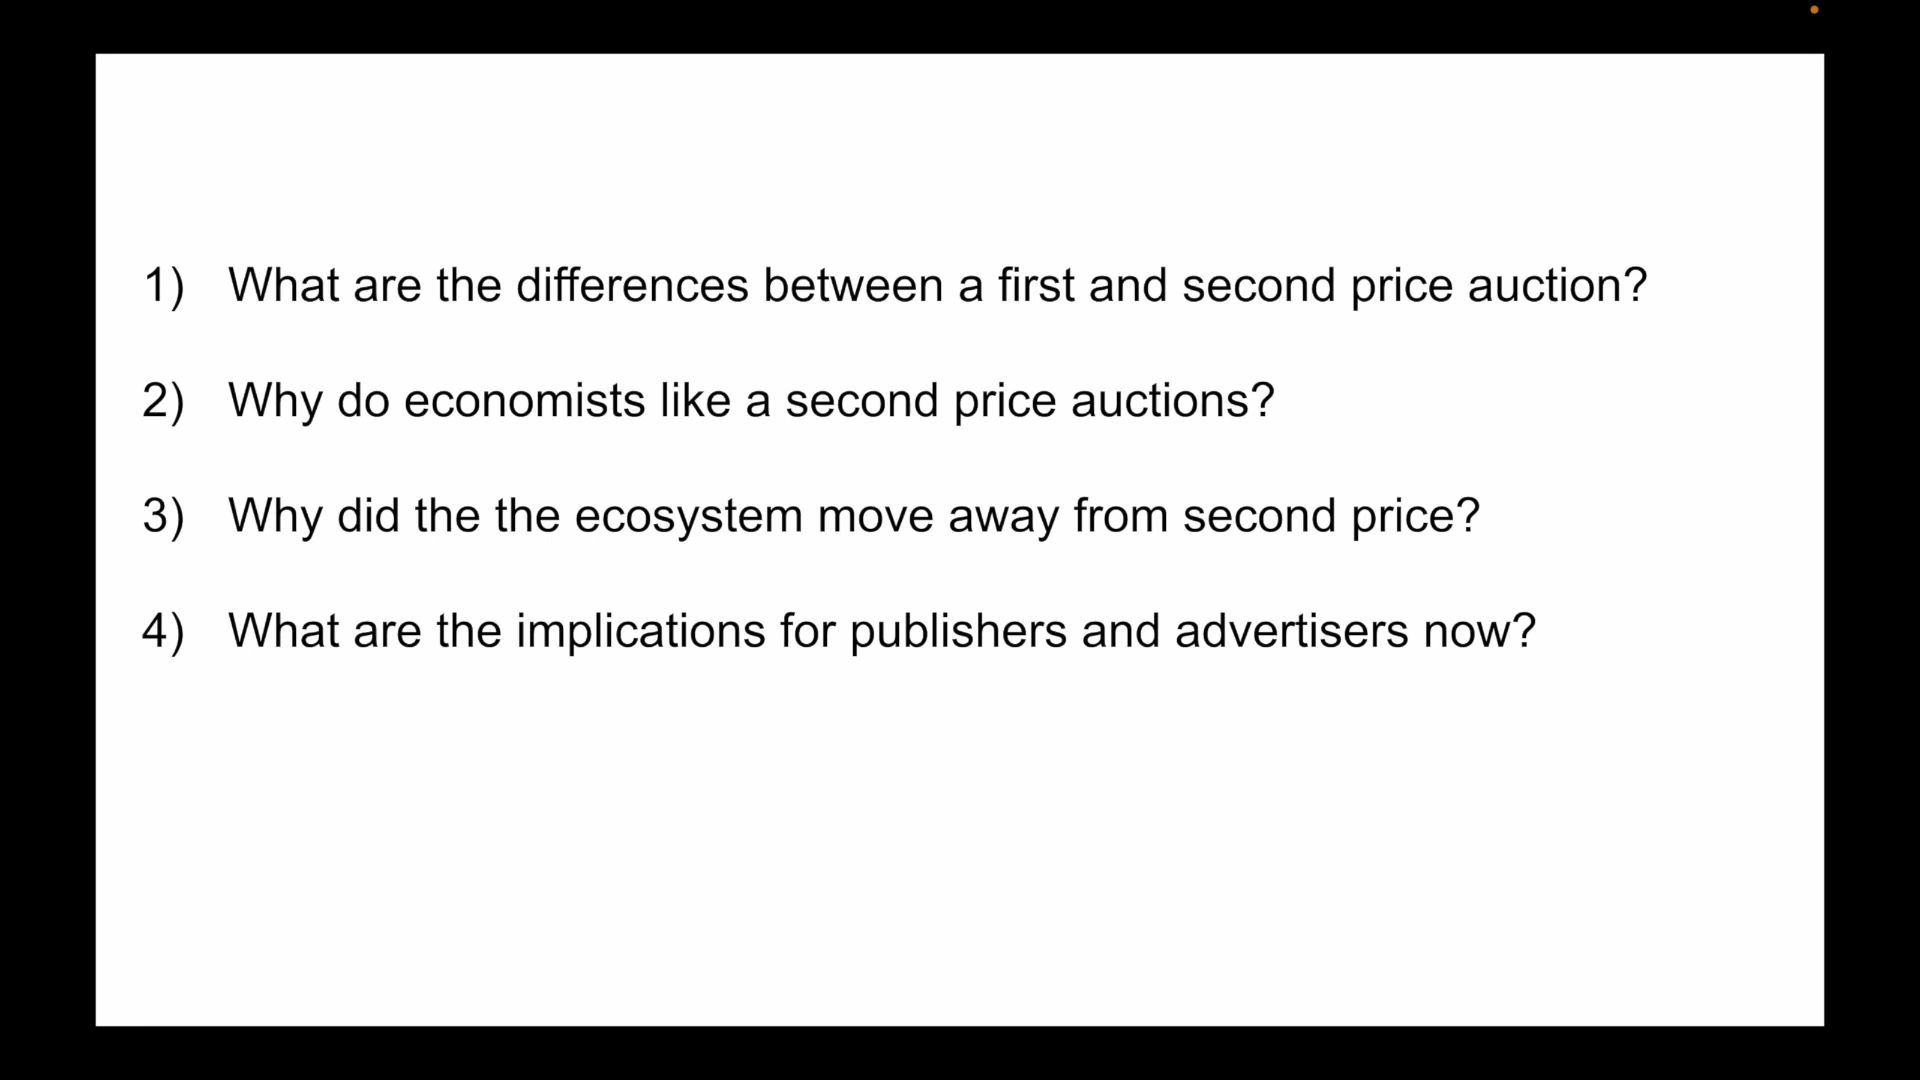 1) What are the differences between a first and second price auction?
2) Why do economists like a second price auctions?
3) Why did the the ecosystem move away from second price?
4) What are the implications for publishers and advertisers now?